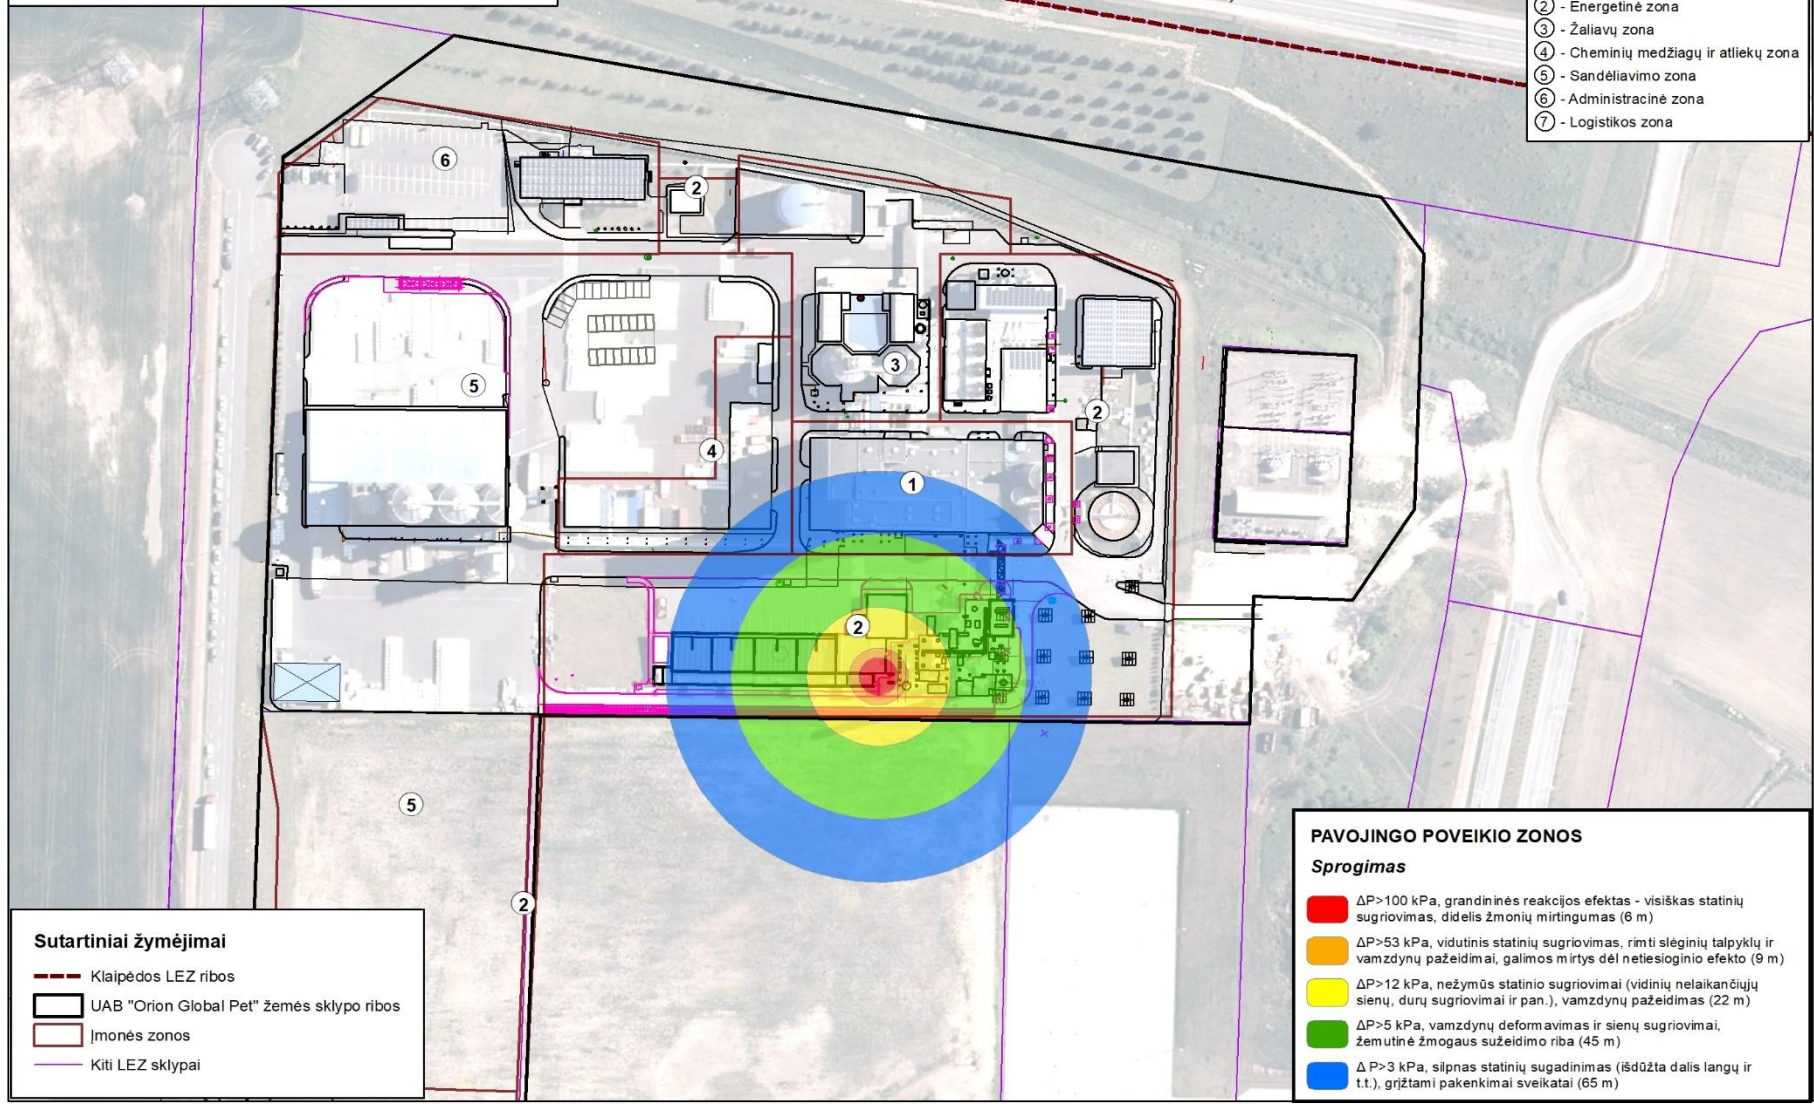 ② - Energetinė zona
③ - Žaliavų zona
④ - Cheminių medžiagų ir atliekų zona
⑤ - Sandėliavimo zona
⑥ - Administracinė zona
⑦ - Logistikos zona
6
2
3
5
2
4
1
2
5
2
PAVOJINGO POVEIKIO ZONOS
Sprogimas
ΔP>100 kPa, grandininės reakcijos efektas - visiškas statinių
sugriovimas, didelis žmonių mirtingumas (6 m)
ΔP>53 kPa, vidutinis statinių sugriovimas, rimti slėginių talpyklų ir
vamzdynų pažeidimai, galimos mirtys dėl netiesioginio efekto (9 m)
ΔP>12 kPa, nežymūs statinio sugriovimai (vidinių nelaikančiųjų
sienų, durų sugriovimai ir pan.), vamzdynų pažeidimas (22 m)
ΔP>5 kPa, vamzdynų deformavimas ir sienų sugriovimai,
žemutinė žmogaus sužeidimo riba (45 m)
Δ P>3 kPa, silpnas statinių sugadinimas (išdūžta dalis langų ir
t.t.), grįžtami pakenkimai sveikatai (65 m)
Sutartiniai žymėjimai
Klaipėdos LEZ ribos
UAB "Orion Global Pet" žemės sklypo ribos
Įmonės zonos
Kiti LEZ sklypai